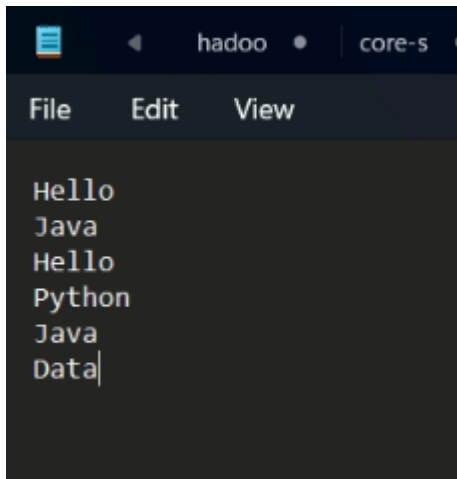 hadoo core-s
File Edit View
Hello
Java
Hello
Python
Java
Data